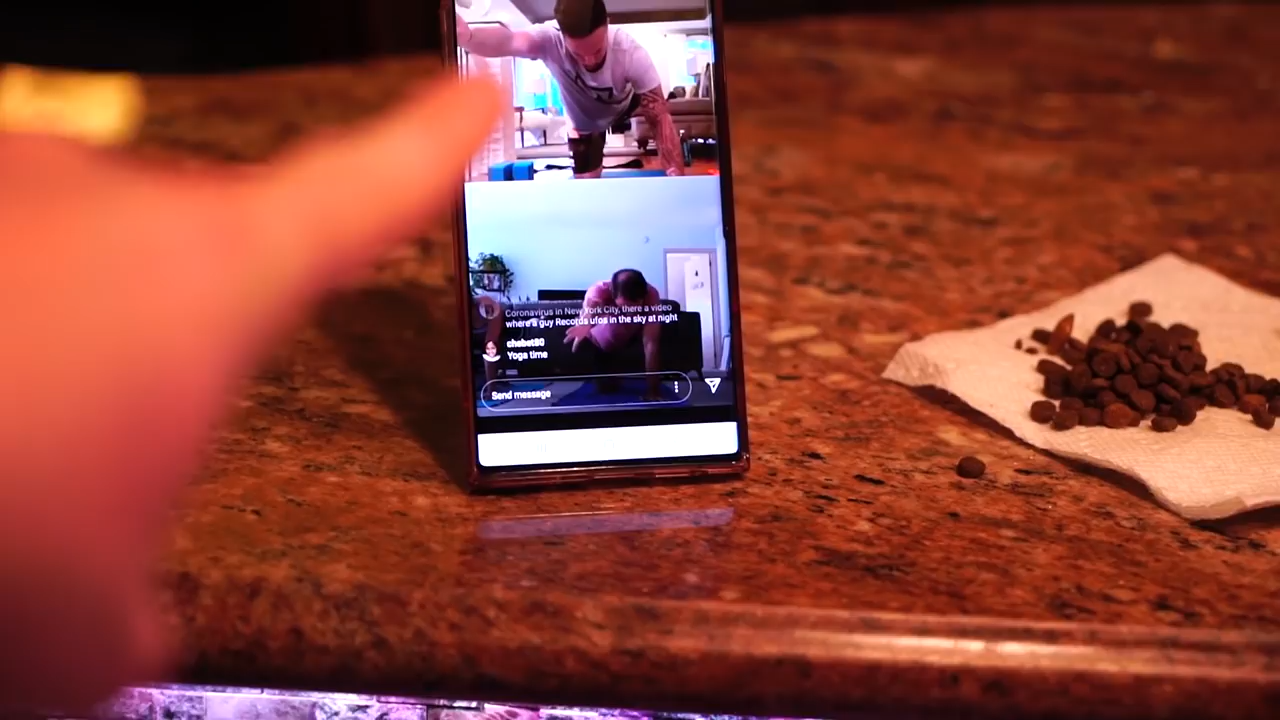 Coronavirus in New York City, there a video
where a guy Records ufos in the sky at night
chebet80
Yoga time
Send message